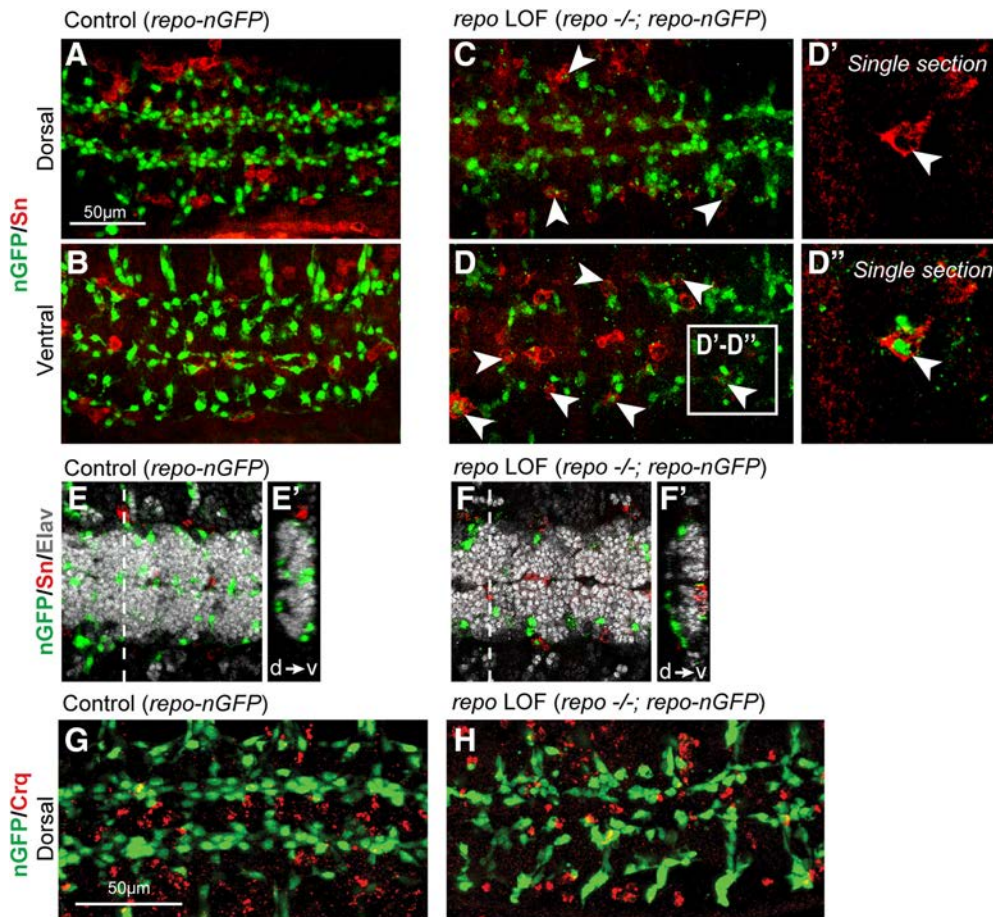 Control (repo-nGFP)
repo LOF (repo -/-; repo-nGFP)
nGFP/Sn
Dorsal
A
50µm
C
D'
Single section
Ventral
B
D
D'-D"
D"
Single section
Control (repo-nGFP)
repo LOF (repo -/-; repo-nGFP)
nGFP/Sn/Elav
E
E'
d→v
F
F'
d→v
Control (repo-nGFP)
repo LOF (repo -/-; repo-nGFP)
nGFP/Crq
Dorsal
G
50µm
H